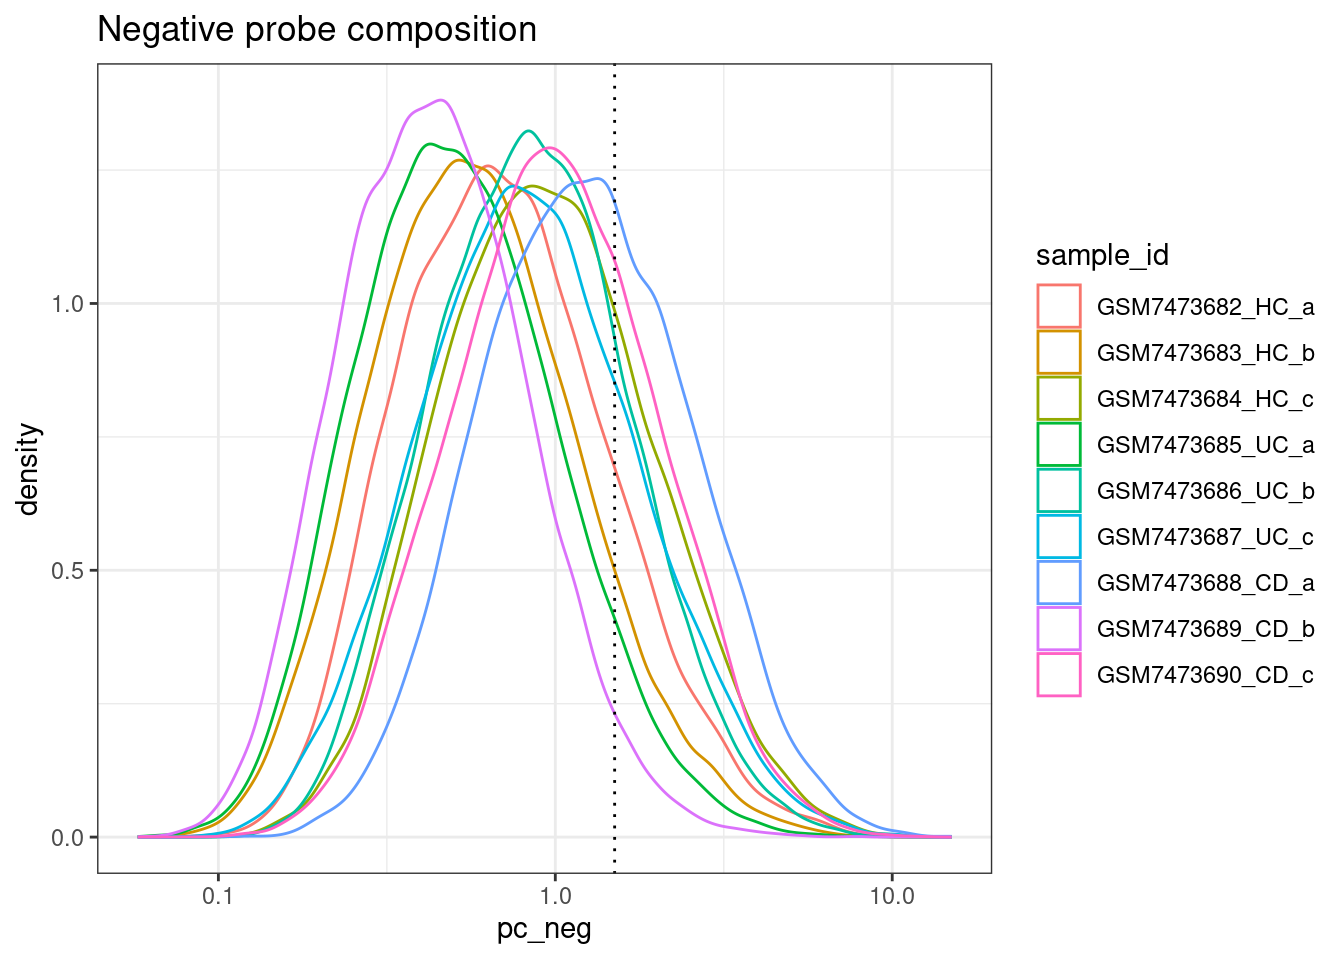 Negative probe composition
density
1.0
0.5
0.0
0.1
1.0
10.0
pc_neg
sample_id
GSM7473682_HC_a
GSM7473683_HC_b
GSM7473684_HC_c
GSM7473685_UC_a
GSM7473686_UC_b
GSM7473687_UC_c
GSM7473688_CD_a
GSM7473689_CD_b
GSM7473690_CD_c